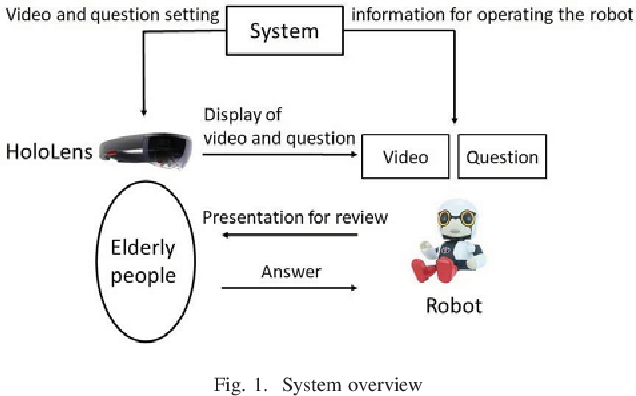 Video and question setting
System
information for operating the robot
Display of
video and question
HoloLens
Video
Question
Presentation for review
Elderly
people
Answer
Robot
Fig. 1. System overview